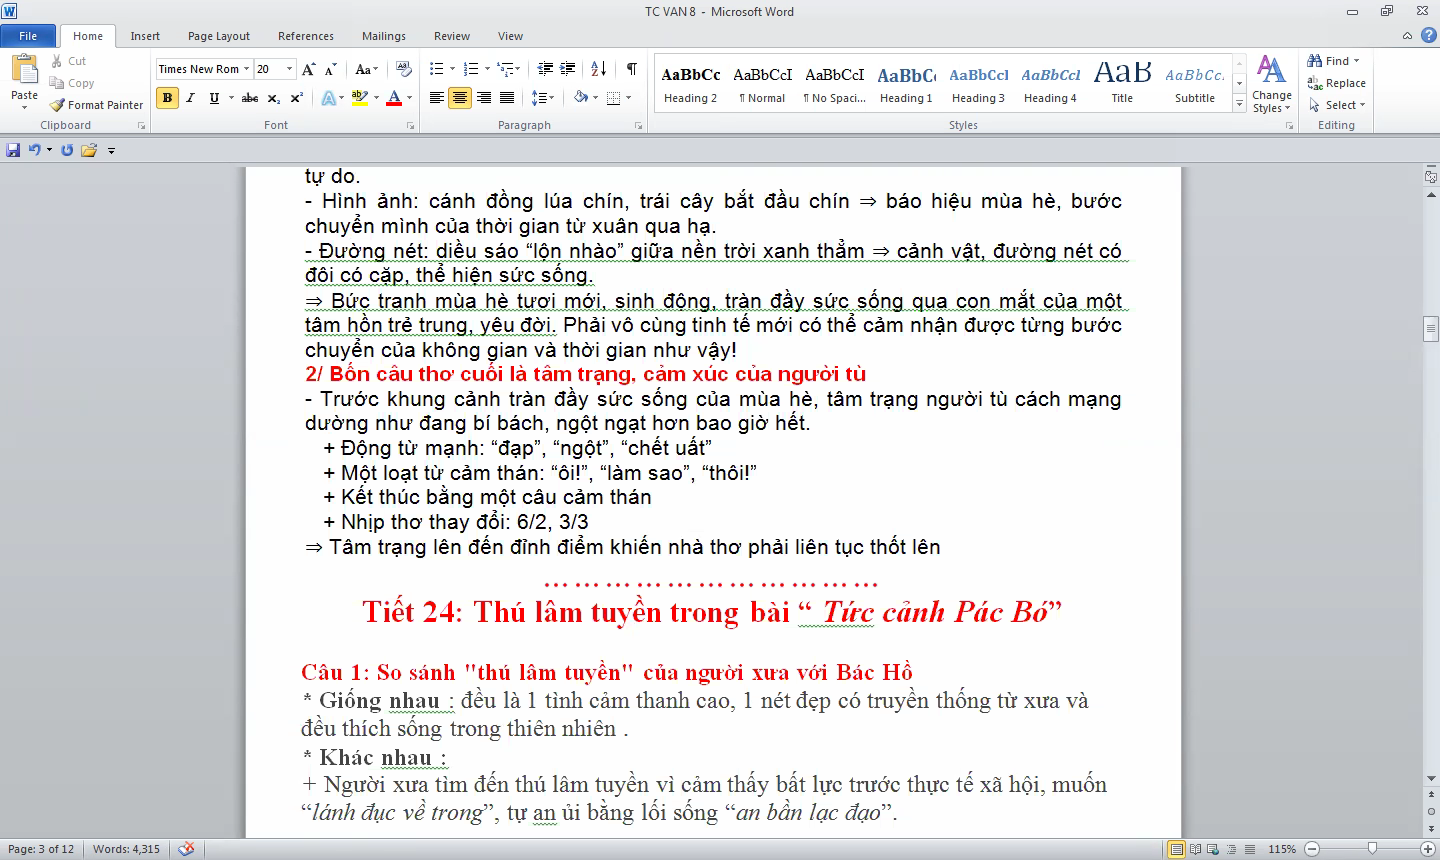 TC VAN 8 - Microsoft Word
File Home Insert Page Layout References Mailings Review View
Paste
Cut
Copy
Format Painter
Clipboard
Times New Rom 20
Font
Paragraph
AaBbCc AaBbCcI AaBbCcI AaBbCc AaBbCcI AaBbCcI AaB AaBbCc.
Heading 2 ¶ Normal ¶ No Spaci... Heading 1 Heading 3 Heading 4 Title Subtitle
Styles
Change Styles
Find
Replace
Select
Editing
tự do.
- Hình ảnh: cánh đồng lúa chín, trái cây bắt đầu chín ⇒ báo hiệu mùa hè, bước
chuyển mình của thời gian từ xuân qua hạ.
- Đường nét: diều sáo “lộn nhào” giữa nền trời xanh thẳm ⇒ cảnh vật, đường nét có
đôi có cặp, thể hiện sức sống.
⇒ Bức tranh mùa hè tươi mới, sinh động, tràn đầy sức sống qua con mắt của một
tâm hồn trẻ trung, yêu đời. Phải vô cùng tinh tế mới có thể cảm nhận được từng bước
chuyển của không gian và thời gian như vậy!
2/ Bốn câu thơ cuối là tâm trạng, cảm xúc của người tù
- Trước khung cảnh tràn đầy sức sống của mùa hè, tâm trạng người tù cách mạng
dường như đang bí bách, ngột ngạt hơn bao giờ hết.
+ Động từ mạnh: “đạp”, “ngột”, “chết uất”
+ Một loạt từ cảm thán: “ôi!”, “làm sao”, “thôi!”
+ Kết thúc bằng một câu cảm thán
+ Nhịp thơ thay đổi: 6/2, 3/3
⇒ Tâm trạng lên đến đỉnh điểm khiến nhà thơ phải liên tục thốt lên
………………………………
Tiết 24: Thú lâm tuyền trong bài “ Tức cảnh Pác Bó”
Câu 1: So sánh "thú lâm tuyền" của người xưa với Bác Hồ
* Giống nhau : đều là 1 tình cảm thanh cao, 1 nét đẹp có truyền thống từ xưa và
đều thích sống trong thiên nhiên .
* Khác nhau :
+ Người xưa tìm đến thú lâm tuyền vì cảm thấy bất lực trước thực tế xã hội, muốn
“lánh đục về trong”, tự an ủi bằng lối sống “an bần lạc đạo”.
Page: 3 of 12 Words: 4,315 115%